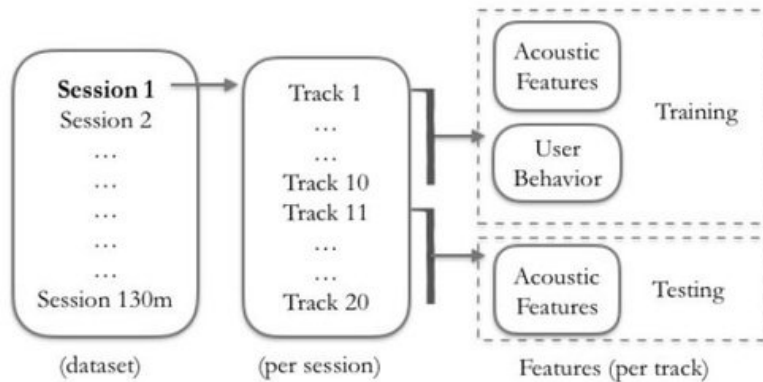 Session 1
Session 2
...
...
...
...
...
Session 130m
(dataset)
Track 1
...
...
Track 10
Track 11
...
...
Track 20
(per session)
Acoustic
Features
User
Behavior
Training
Acoustic
Features
Testing
Features (per track)